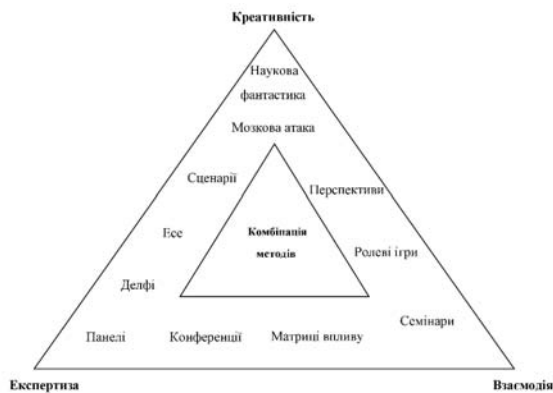 Креативність
Наукова
фантастика
Мозкова атака
Сценарії
Перспективи
Есе
Комбінація
методів
Ролеві ігри
Делфі
Семінари
Панелі
Конференції
Матриці впливу
Експертиза
Взаємодія